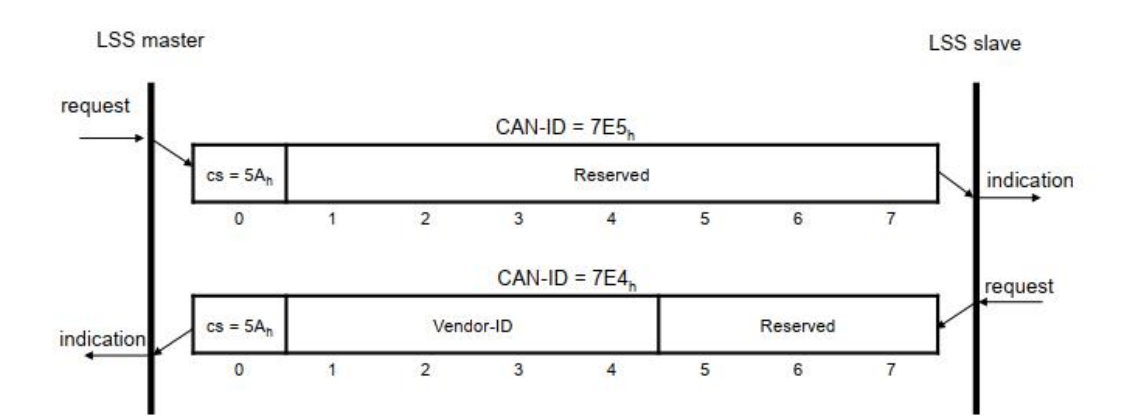 LSS master
LSS slave
request
CAN-ID = 7E5h
cs = 5Ah Reserved
indication
0 1 2 3 4 5 6 7
CAN-ID = 7E4h
request
cs = 5Ah Vendor-ID Reserved
indication
0 1 2 3 4 5 6 7